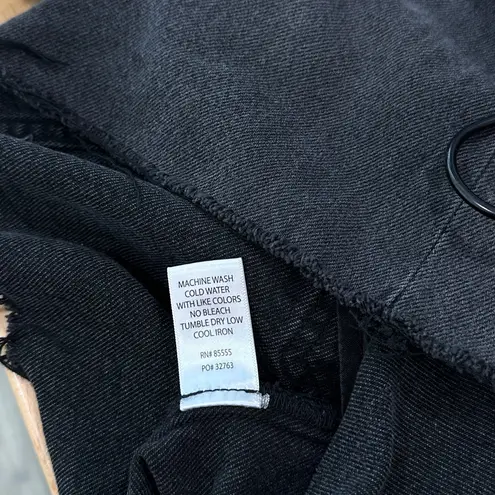 MACHINE WASH
COLD WATER
WITH LIKE COLORS
NO BLEACH
TUMBLE DRY LOW
COOL IRON
RN# 85555
PO# 32763